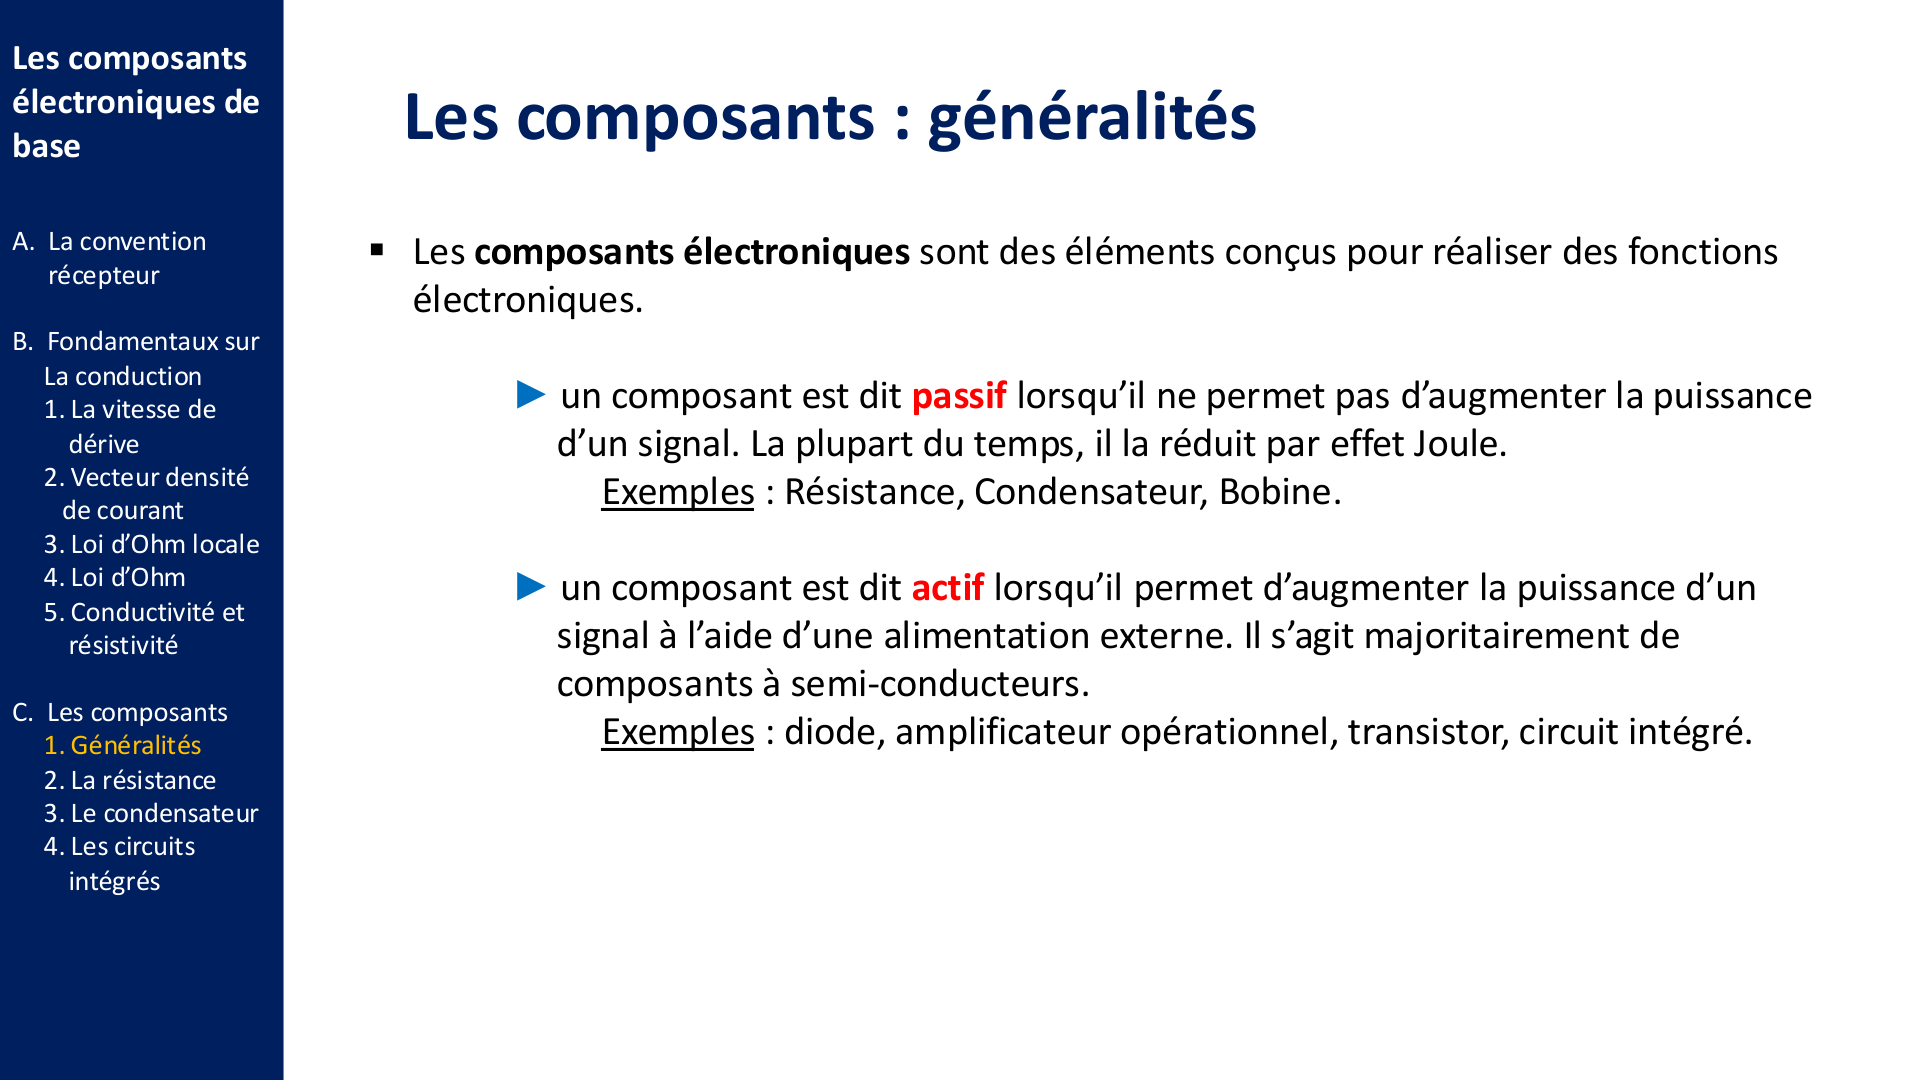 Les composants
électroniques de
base
A. La convention
récepteur
B. Fondamentaux sur
La conduction
1. La vitesse de
dérive
2. Vecteur densité
de courant
3. Loi d’Ohm locale
4. Loi d’Ohm
5. Conductivité et
résistivité
C. Les composants
1. Généralités
2. La résistance
3. Le condensateur
4. Les circuits
intégrés
Les composants : généralités
▪ Les composants électroniques sont des éléments conçus pour réaliser des fonctions
électroniques.
► un composant est dit passif lorsqu’il ne permet pas d’augmenter la puissance
d’un signal. La plupart du temps, il la réduit par effet Joule.
Exemples : Résistance, Condensateur, Bobine.
► un composant est dit actif lorsqu’il permet d’augmenter la puissance d’un
signal à l’aide d’une alimentation externe. Il s’agit majoritairement de
composants à semi-conducteurs.
Exemples : diode, amplificateur opérationnel, transistor, circuit intégré.